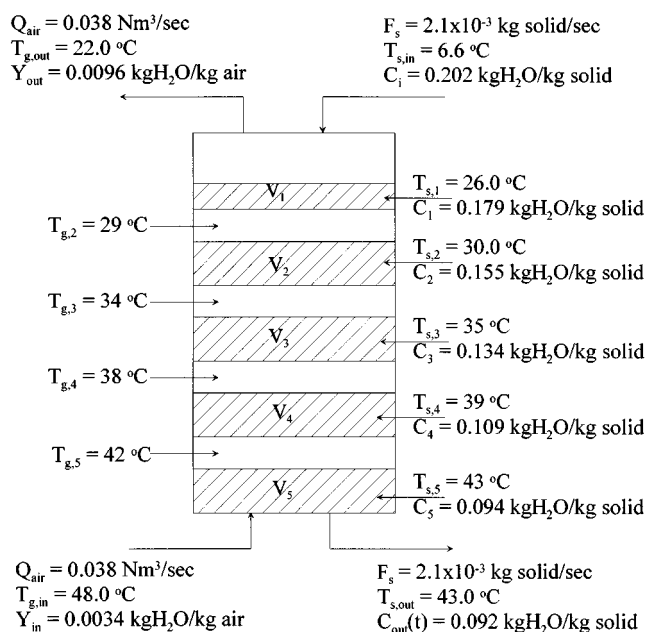 Q_air = 0.038 Nm³/sec
T_g,out = 22.0 °C
Y_out = 0.0096 kgH₂O/kg air
F_s = 2.1x10⁻³ kg solid/sec
T_s,in = 6.6 °C
C_i = 0.202 kgH₂O/kg solid
V₁
T_s,1 = 26.0 °C
C₁ = 0.179 kgH₂O/kg solid
T_g,2 = 29 °C
V₂
T_s,2 = 30.0 °C
C₂ = 0.155 kgH₂O/kg solid
T_g,3 = 34 °C
V₃
T_s,3 = 35 °C
C₃ = 0.134 kgH₂O/kg solid
T_g,4 = 38 °C
V₄
T_s,4 = 39 °C
C₄ = 0.109 kgH₂O/kg solid
T_g,5 = 42 °C
V₅
T_s,5 = 43 °C
C₅ = 0.094 kgH₂O/kg solid
Q_air = 0.038 Nm³/sec
T_g,in = 48.0 °C
Y_in = 0.0034 kgH₂O/kg air
F_s = 2.1x10⁻³ kg solid/sec
T_s,out = 43.0 °C
C_out(t) = 0.092 kgH₂O/kg solid